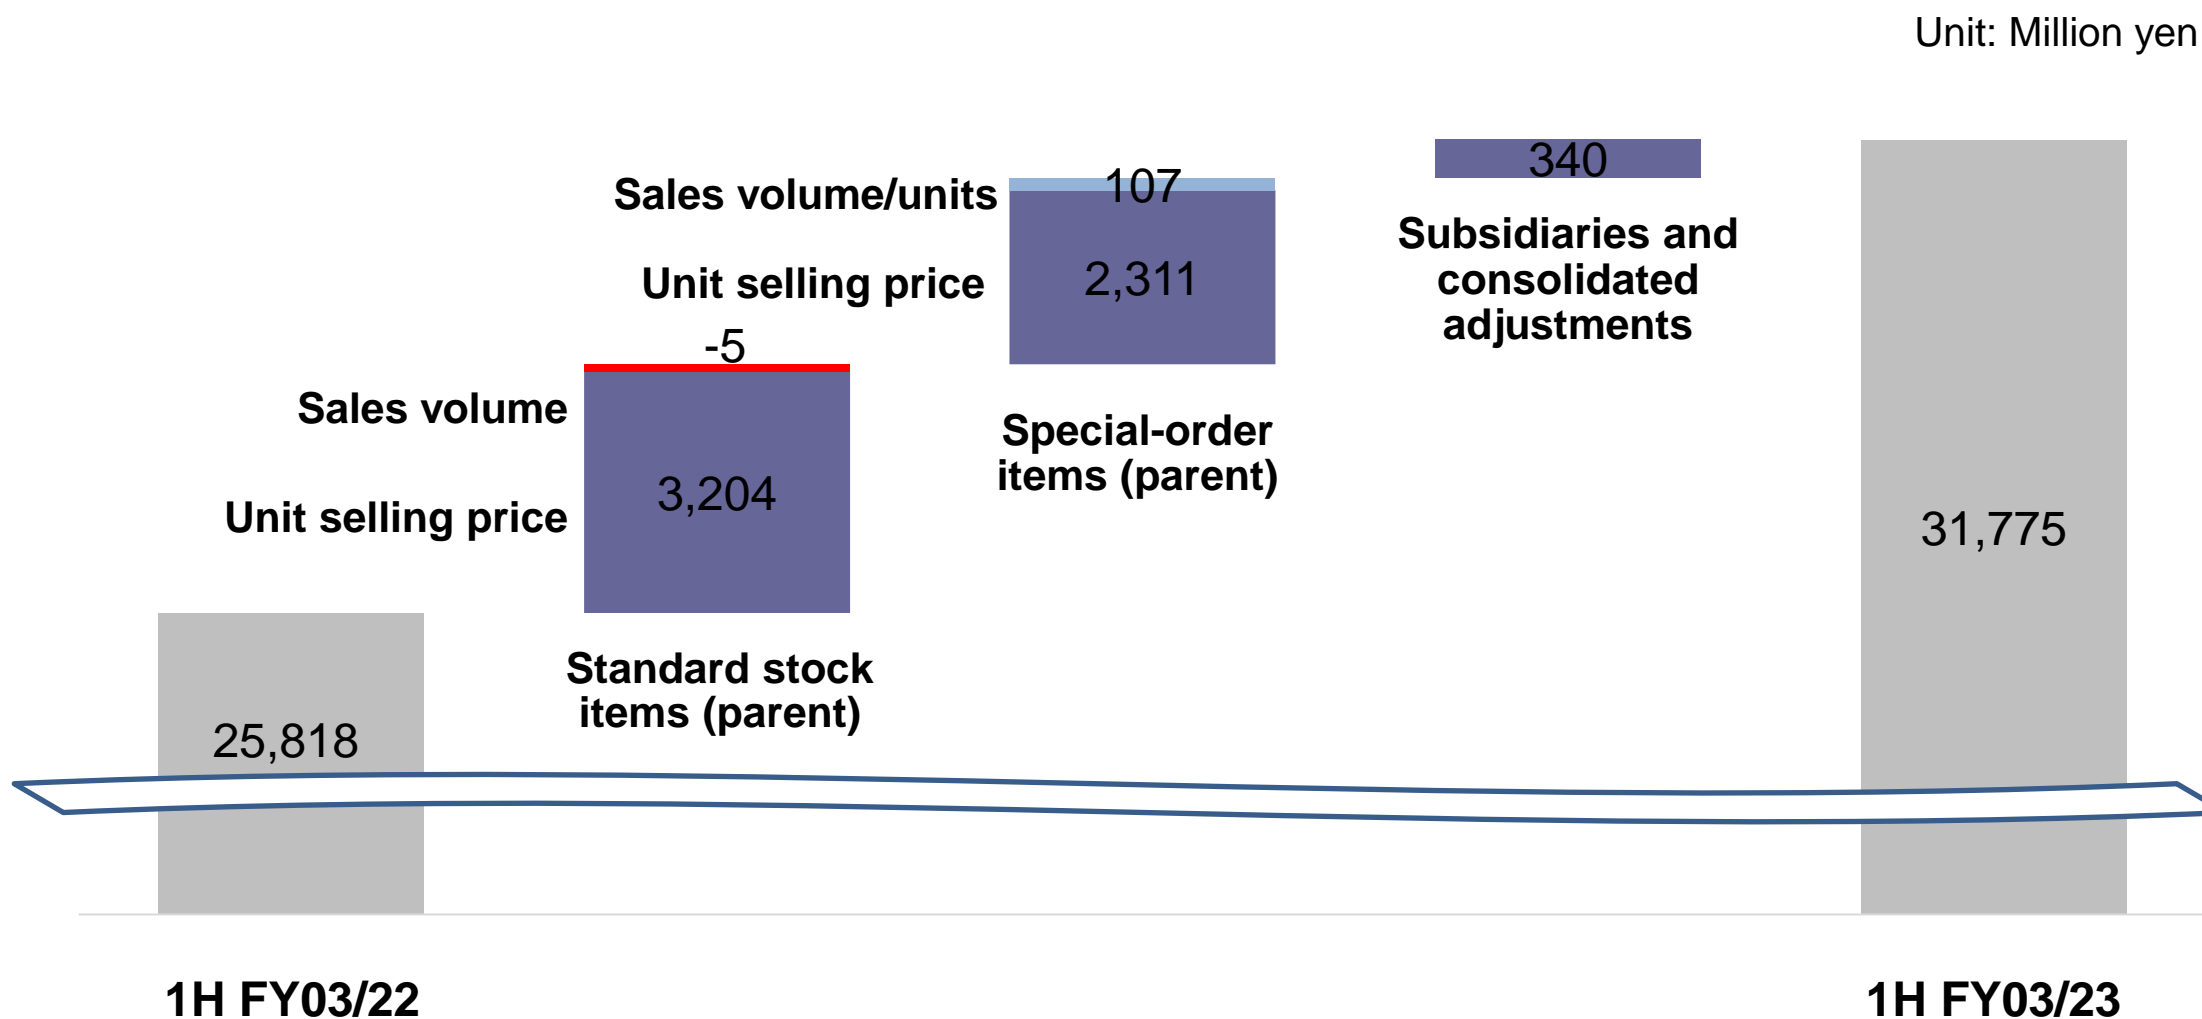 Unit: Million yen
340
Sales volume/units
107
Subsidiaries and
consolidated
adjustments
Unit selling price
2,311
-5
Sales volume
Special-order
items (parent)
3,204
Unit selling price
31,775
Standard stock
items (parent)
25,818
1H FY03/22
1H FY03/23